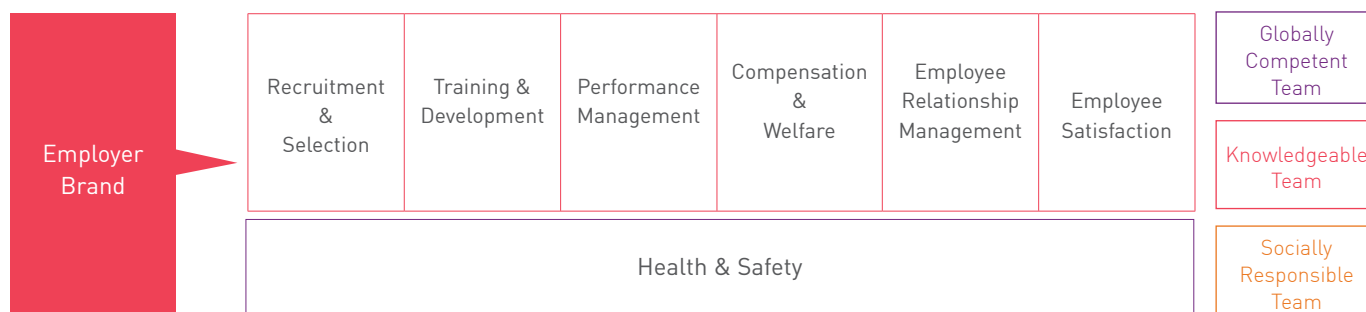 Employer
Brand
Recruitment
&
Selection
Training &
Development
Performance
Management
Compensation
&
Welfare
Employee
Relationship
Management
Employee
Satisfaction
Health & Safety
Globally
Competent
Team
Knowledgeable
Team
Socially
Responsible
Team